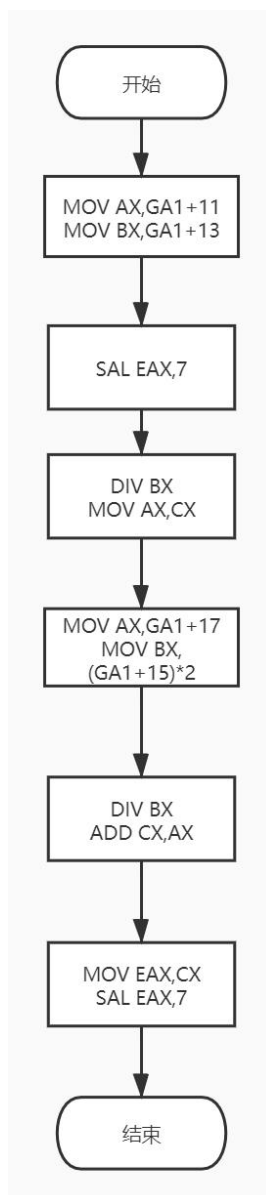 开始
MOV AX,GA1+11
MOV BX,GA1+13
SAL EAX,7
DIV BX
MOV AX,CX
MOV AX,GA1+17
MOV BX,
(GA1+15)*2
DIV BX
ADD CX,AX
MOV EAX,CX
SAL EAX,7
结束